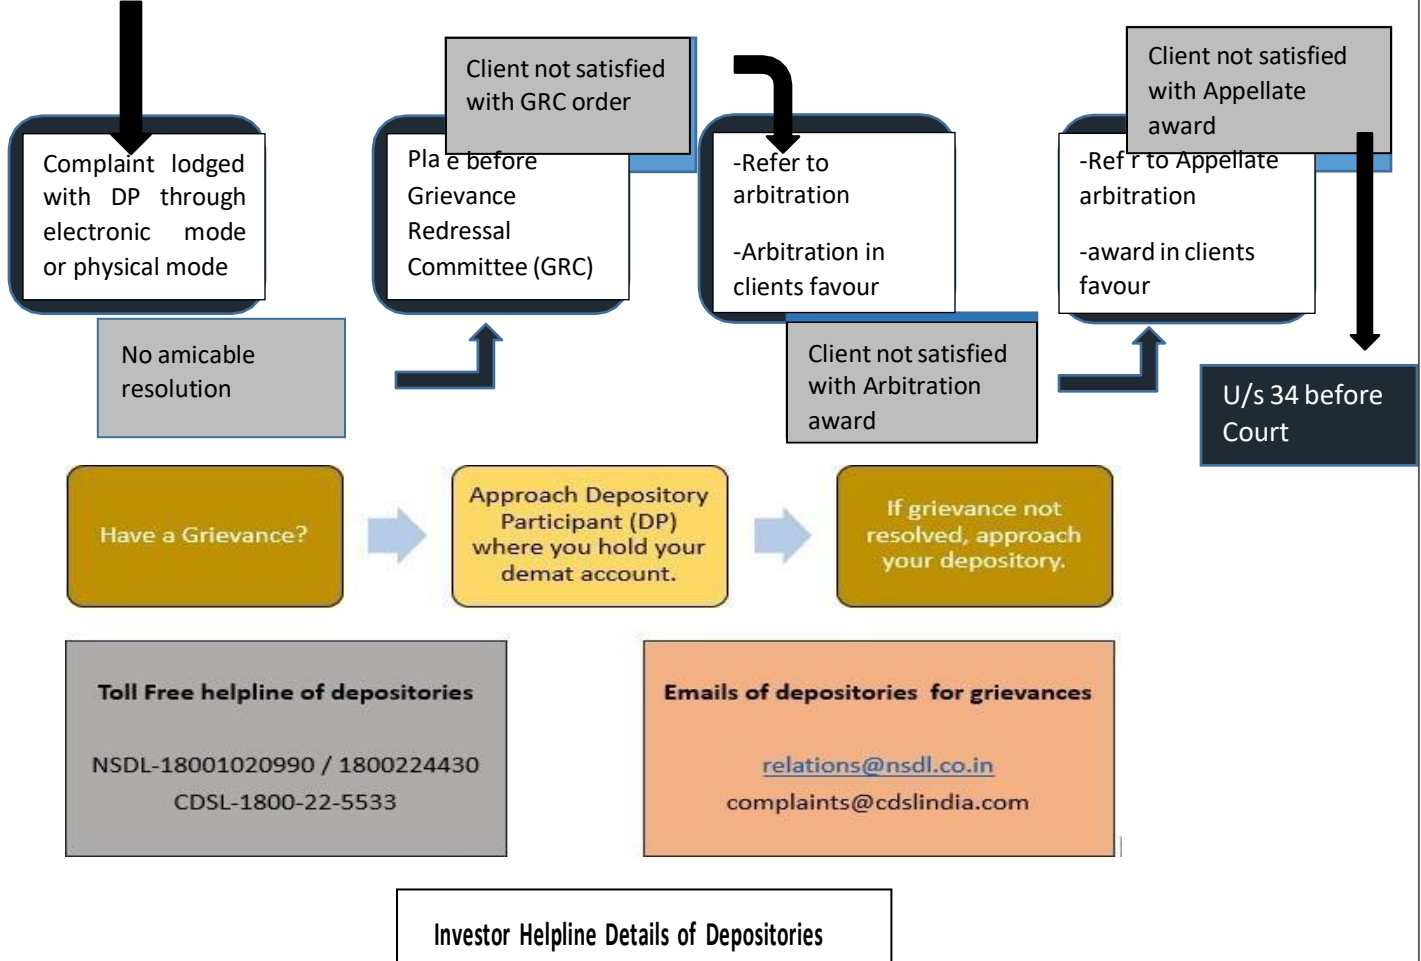 Client not satisfied
with GRC order
Client not satisfied
with Appellate
award
Complaint lodged
with DP through
electronic mode
or physical mode
Pla e before
Grievance
Redressal
Committee (GRC)
-Refer to
arbitration
-Arbitration in
clients favour
-Ref r to Appellate
arbitration
-award in clients
favour
No amicable
resolution
Client not satisfied
with Arbitration
award
U/s 34 before
Court
Have a Grievance?
Approach Depository
Participant (DP)
where you hold your
demat account.
If grievance not
resolved, approach
your depository.
Toll Free helpline of depositories
NSDL-18001020990 / 1800224430
CDSL-1800-22-5533
Emails of depositories for grievances
relations@nsdl.co.in
complaints@cdslindia.com
Investor Helpline Details of Depositories